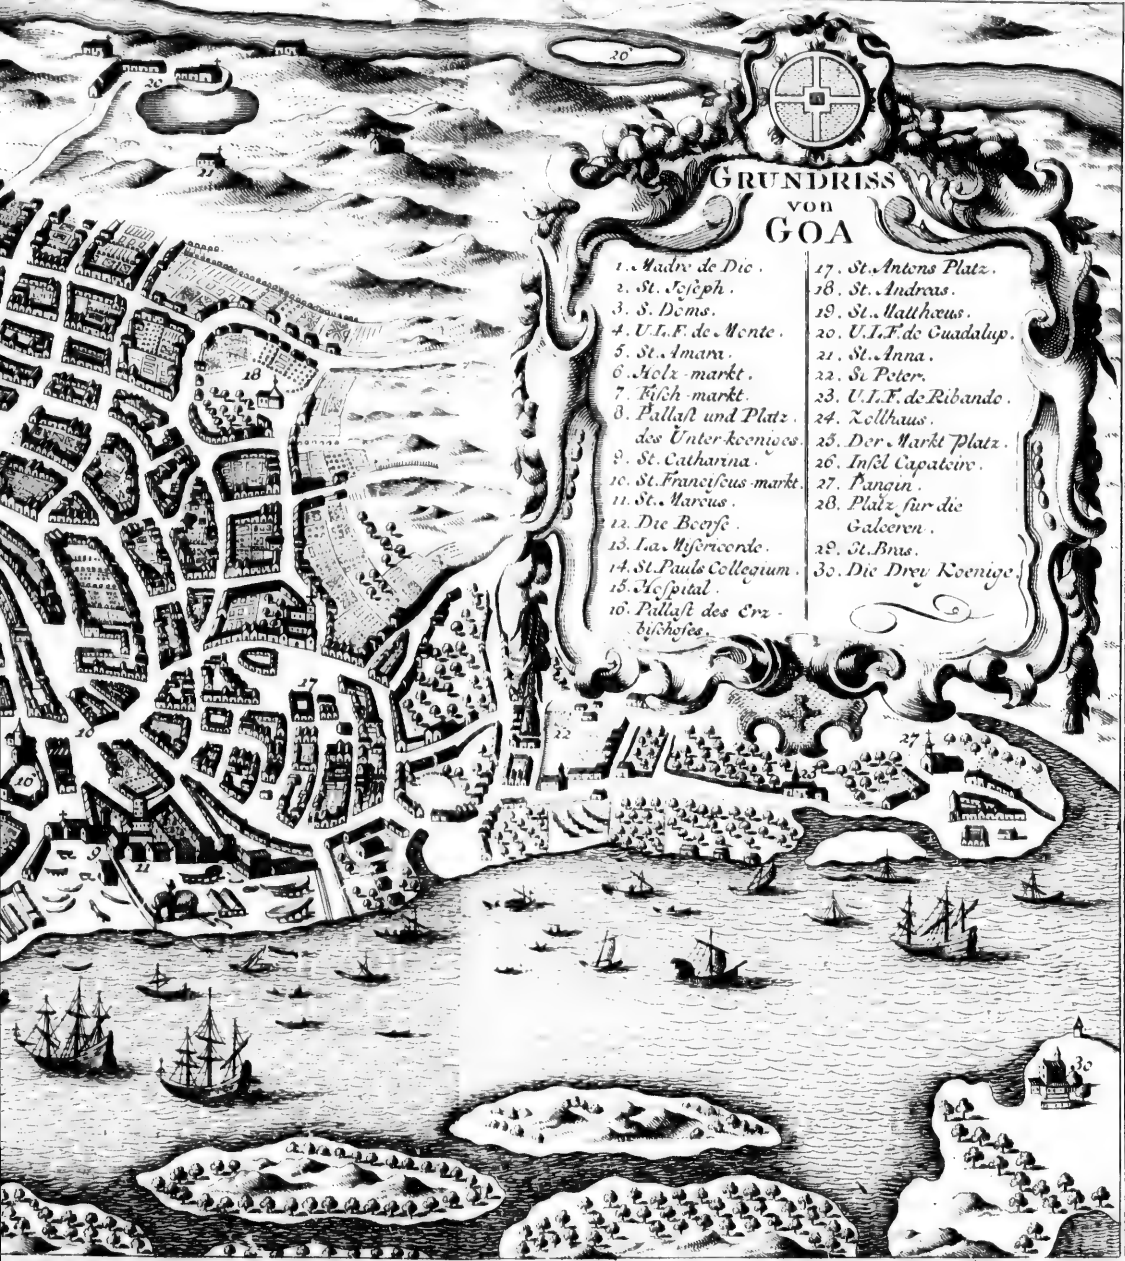 GRUNDRISS
von
GOA
1. Madre de Dio.
2. St. Joſeph.
3. S. Doms.
4. U.L.F. de Monte.
5. St. Amara.
6. Holz-markt.
7. Fiſch-markt.
8. Pallaſt und Platz
des Unter-koeniges.
9. St. Catharina.
10. St. Franciſcus-markt.
11. St. Marcus.
12. Die Boerſe.
13. La Miſericorde.
14. St. Pauls Collegium.
15. Hoſpital.
16. Pallaſt des Erz-
biſchofes.
17. St. Antons Platz.
18. St. Andreas.
19. St. Matthœus.
20. U.L.F. de Guadalup.
21. St. Anna.
22. St Peter.
23. U.L.F. de Ribando.
24. Zollhaus.
25. Der Markt Platz.
26. Inſel Capateiro.
27. Pangin.
28. Platz fur die
Galeeren.
29. St. Bras.
30. Die Drey Koenige.
26
20
21
18
17
16
16
9
11
22
27
30